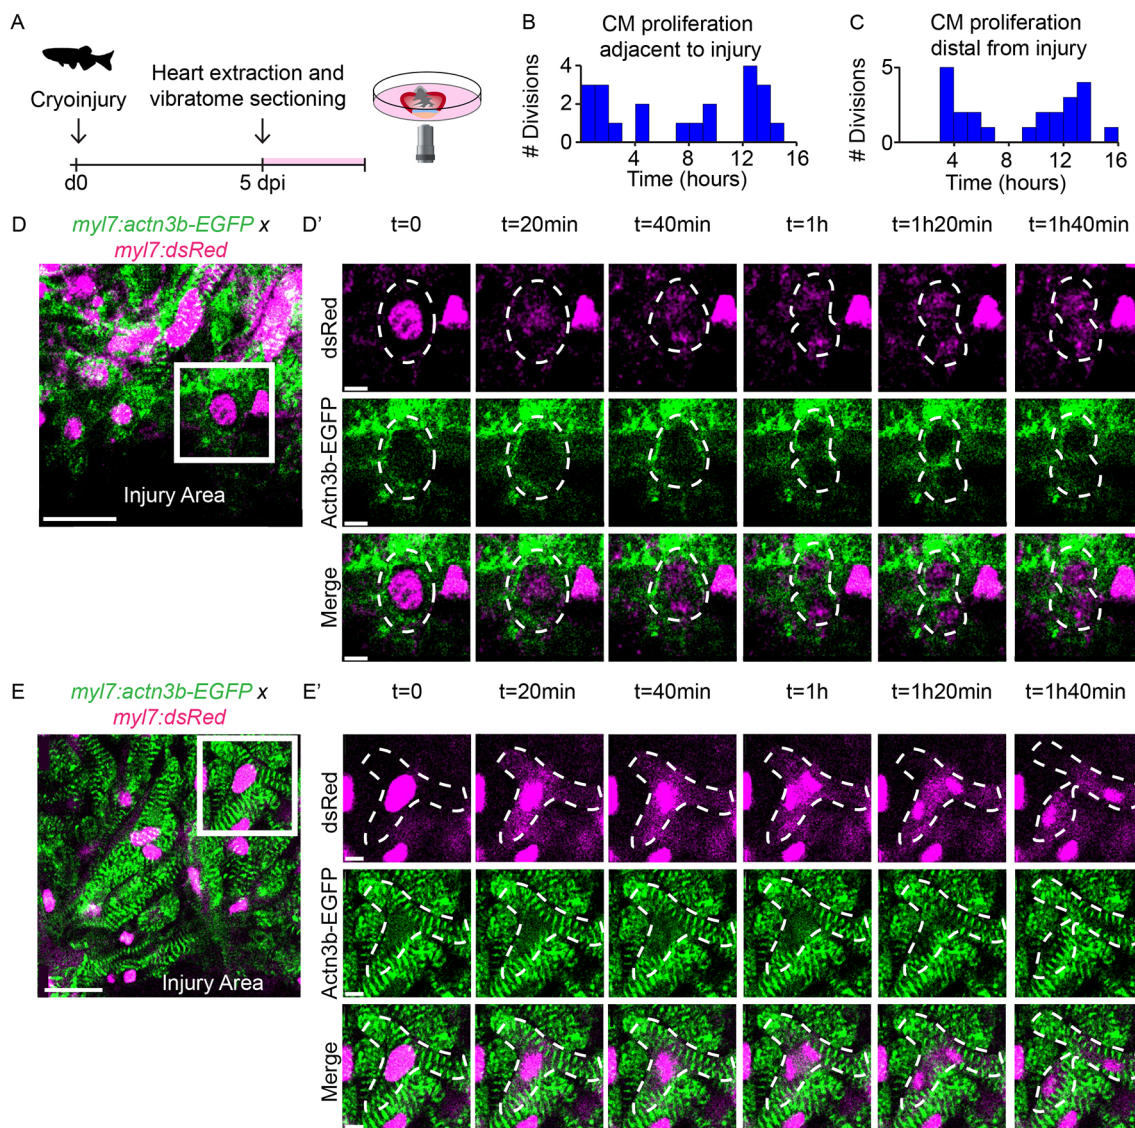 A
Cryoinjury
Heart extraction and
vibratome sectioning
d0
5 dpi
B
CM proliferation
adjacent to injury
# Divisions
4
2
0
4
8
12
16
Time (hours)
C
CM proliferation
distal from injury
# Divisions
5
0
4
8
12
16
Time (hours)
D
myl7:actn3b-EGFP x
myl7:dsRed
Injury Area
D'
t=0
t=20min
t=40min
t=1h
t=1h20min
t=1h40min
dsRed
Actn3b-EGFP
Merge
E
myl7:actn3b-EGFP x
myl7:dsRed
Injury Area
E'
t=0
t=20min
t=40min
t=1h
t=1h20min
t=1h40min
dsRed
Actn3b-EGFP
Merge